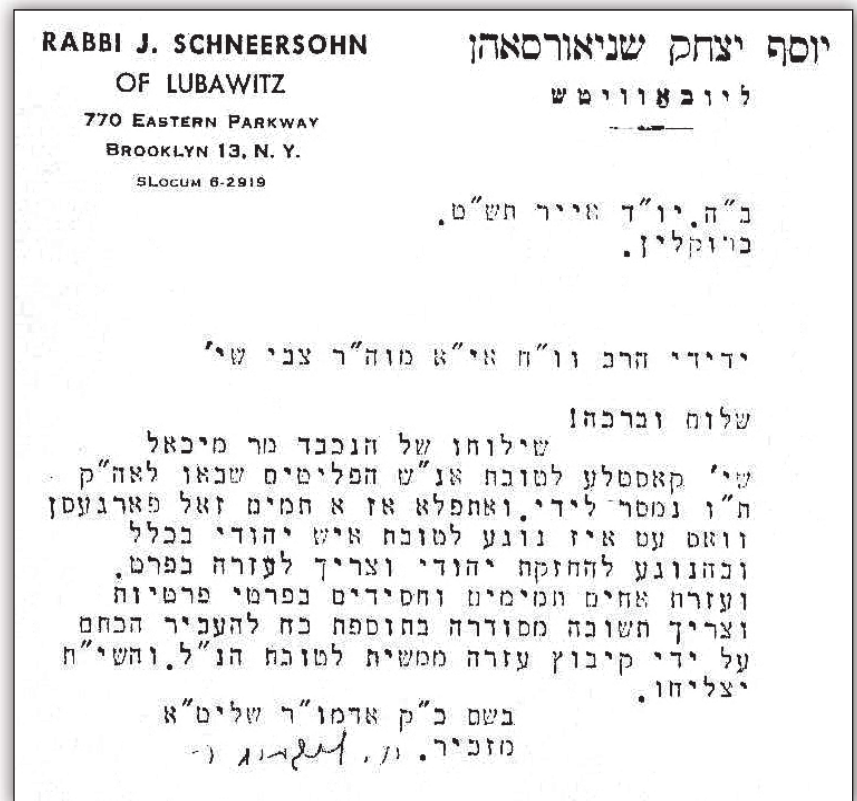 RABBI J. SCHNEERSOHN
OF LUBAWITZ
770 EASTERN PARKWAY
BROOKLYN 13, N. Y.
SLOCUM 6-2919
יוסף יצחק שניאורסאהן
ליובאוויטש
ב"ה. יו"ד אייר תש"ט.
ברוקלין.
ידידי הרב וו"ח אי"א מוה"ר צבי שי'
שלום וברכה!
שילוחו של הנכבד מר מיכאל
שי' קאסטלע לטובת אנ"ש הפליטים שבאו לאה"ק
ת"ו נמסר לידי. ואתפלא אז א תמים זאל פארגעסן
וואס עס איז נוגע לטובת איש יהודי בכלל
ובהנוגע להחזקת יהודי וצריך לעזרה בפרט.
ועזרת אחים תמימים וחסידים בפרטי פרטיות
וצריך תשובה מסודרה בתוספת כח להעביר הכתם
על ידי קיבוץ עזרה ממשית לטובת הנ"ל. והשי"ת
יצליחו.
בשם כ"ק אדמו"ר שליט"א
מזכיר.